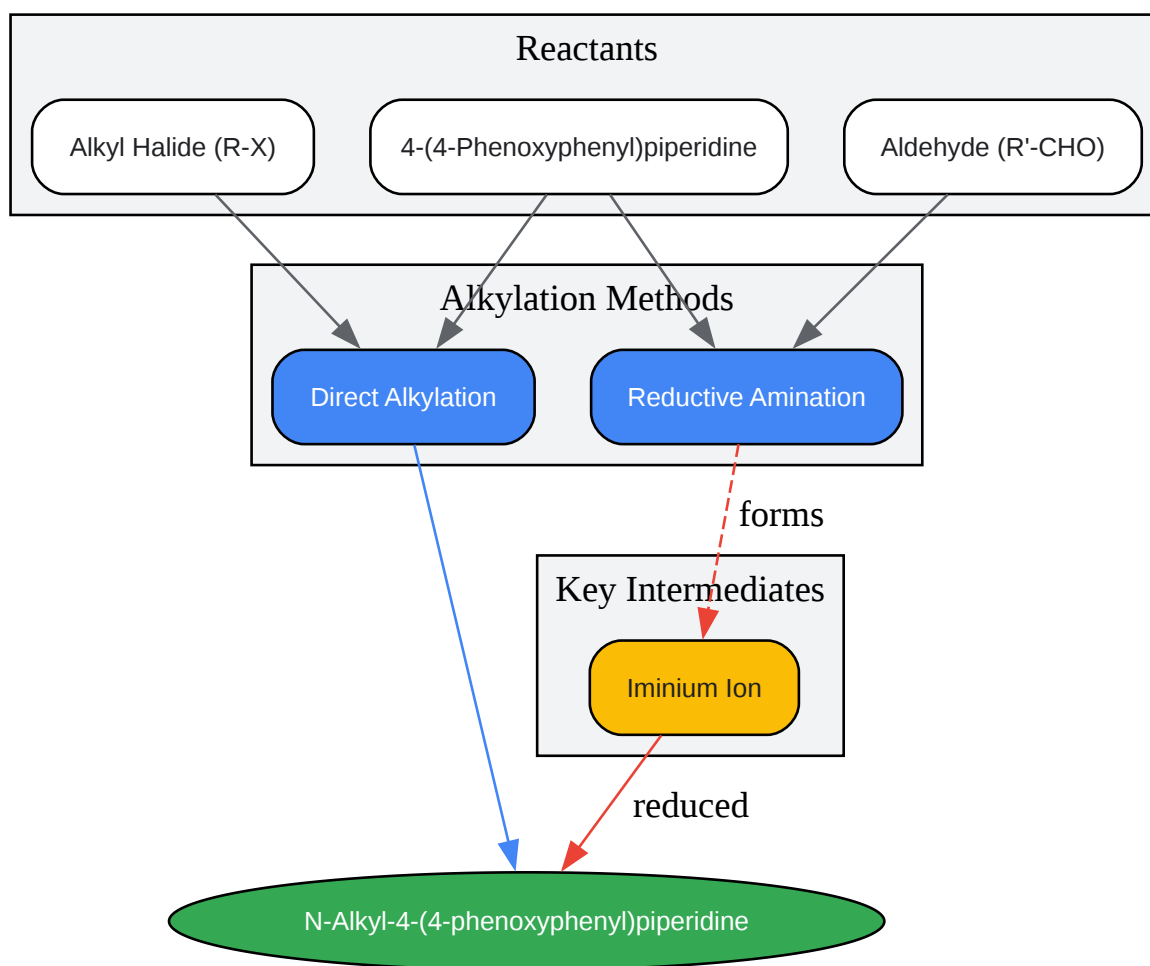 Reactants
Alkyl Halide (R-X)
4-(4-Phenoxyphenyl)piperidine
Aldehyde (R'-CHO)
Alkylation Methods
Direct Alkylation
Reductive Amination
forms
Key Intermediates
Iminium Ion
reduced
N-Alkyl-4-(4-phenoxyphenyl)piperidine